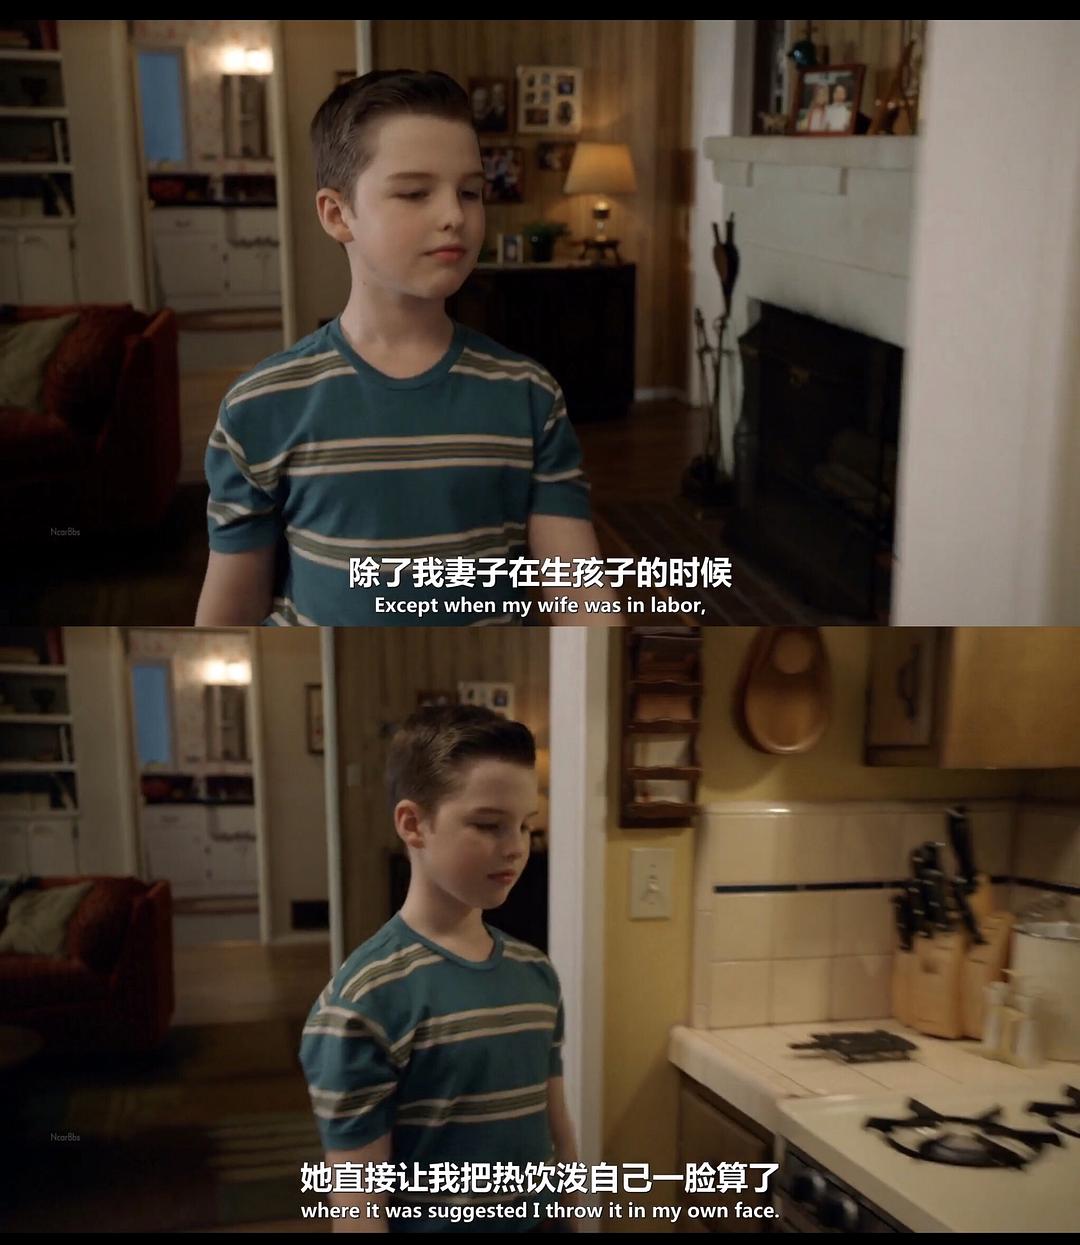 NcarBbs
除了我妻子在生孩子的时候
Except when my wife was in labor,
NcarBbs
她直接让我把热饮泼自己一脸算了
where it was suggested I throw it in my own face.